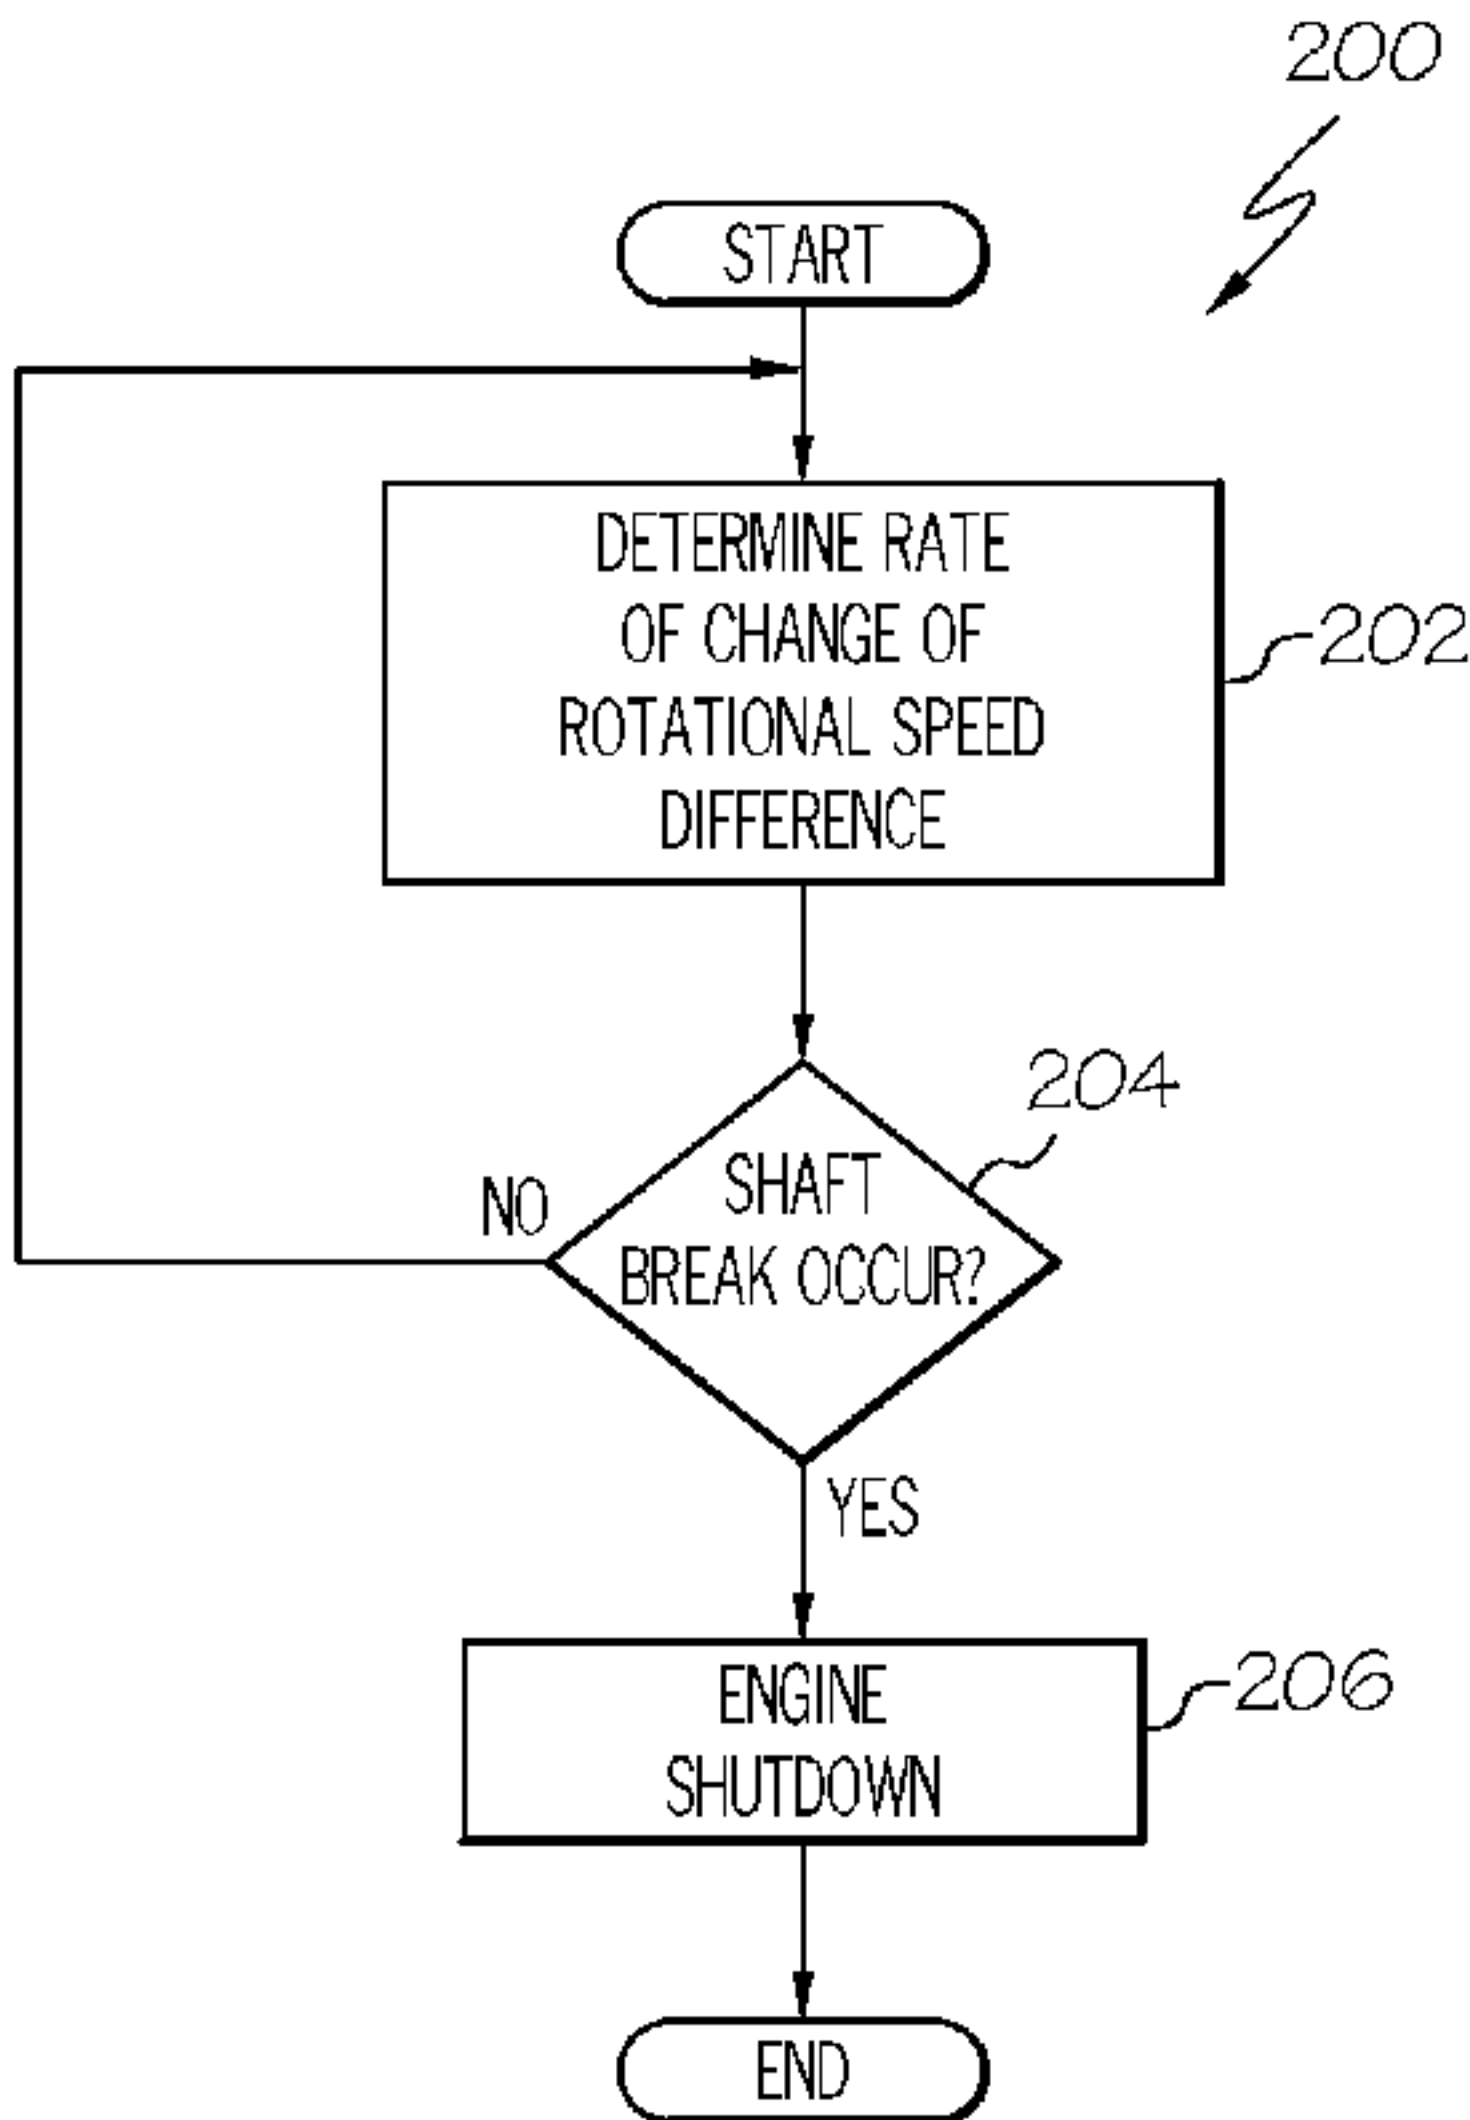 200
START
DETERMINE RATE
OF CHANGE OF
ROTATIONAL SPEED
DIFFERENCE
202
204
SHAFT
BREAK OCCUR?
NO
YES
ENGINE
SHUTDOWN
206
END